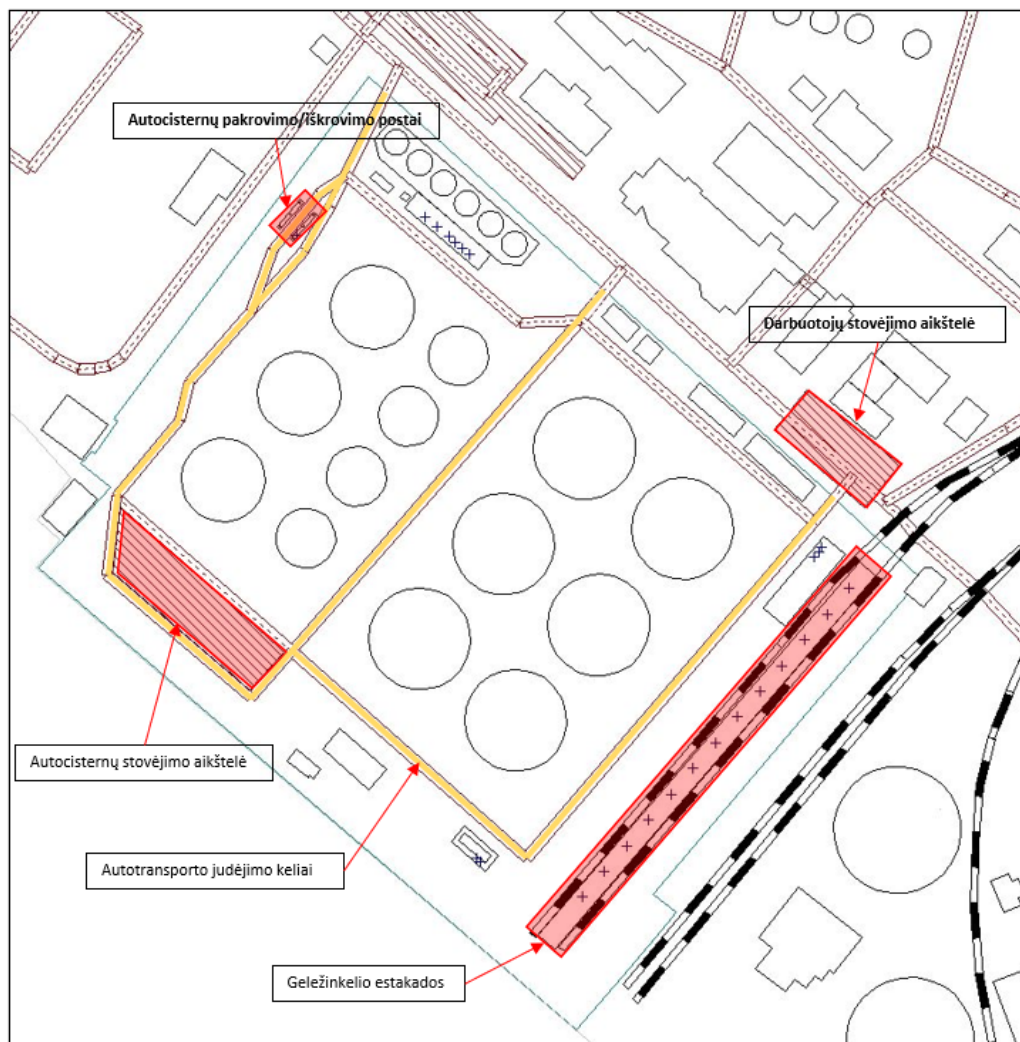 Autocisternų pakrovimo/iškrovimo postai
Darbuotojų stovėjimo aikštelė
Autocisternų stovėjimo aikštelė
Autotransporto judėjimo keliai
Geležinkelio estakados